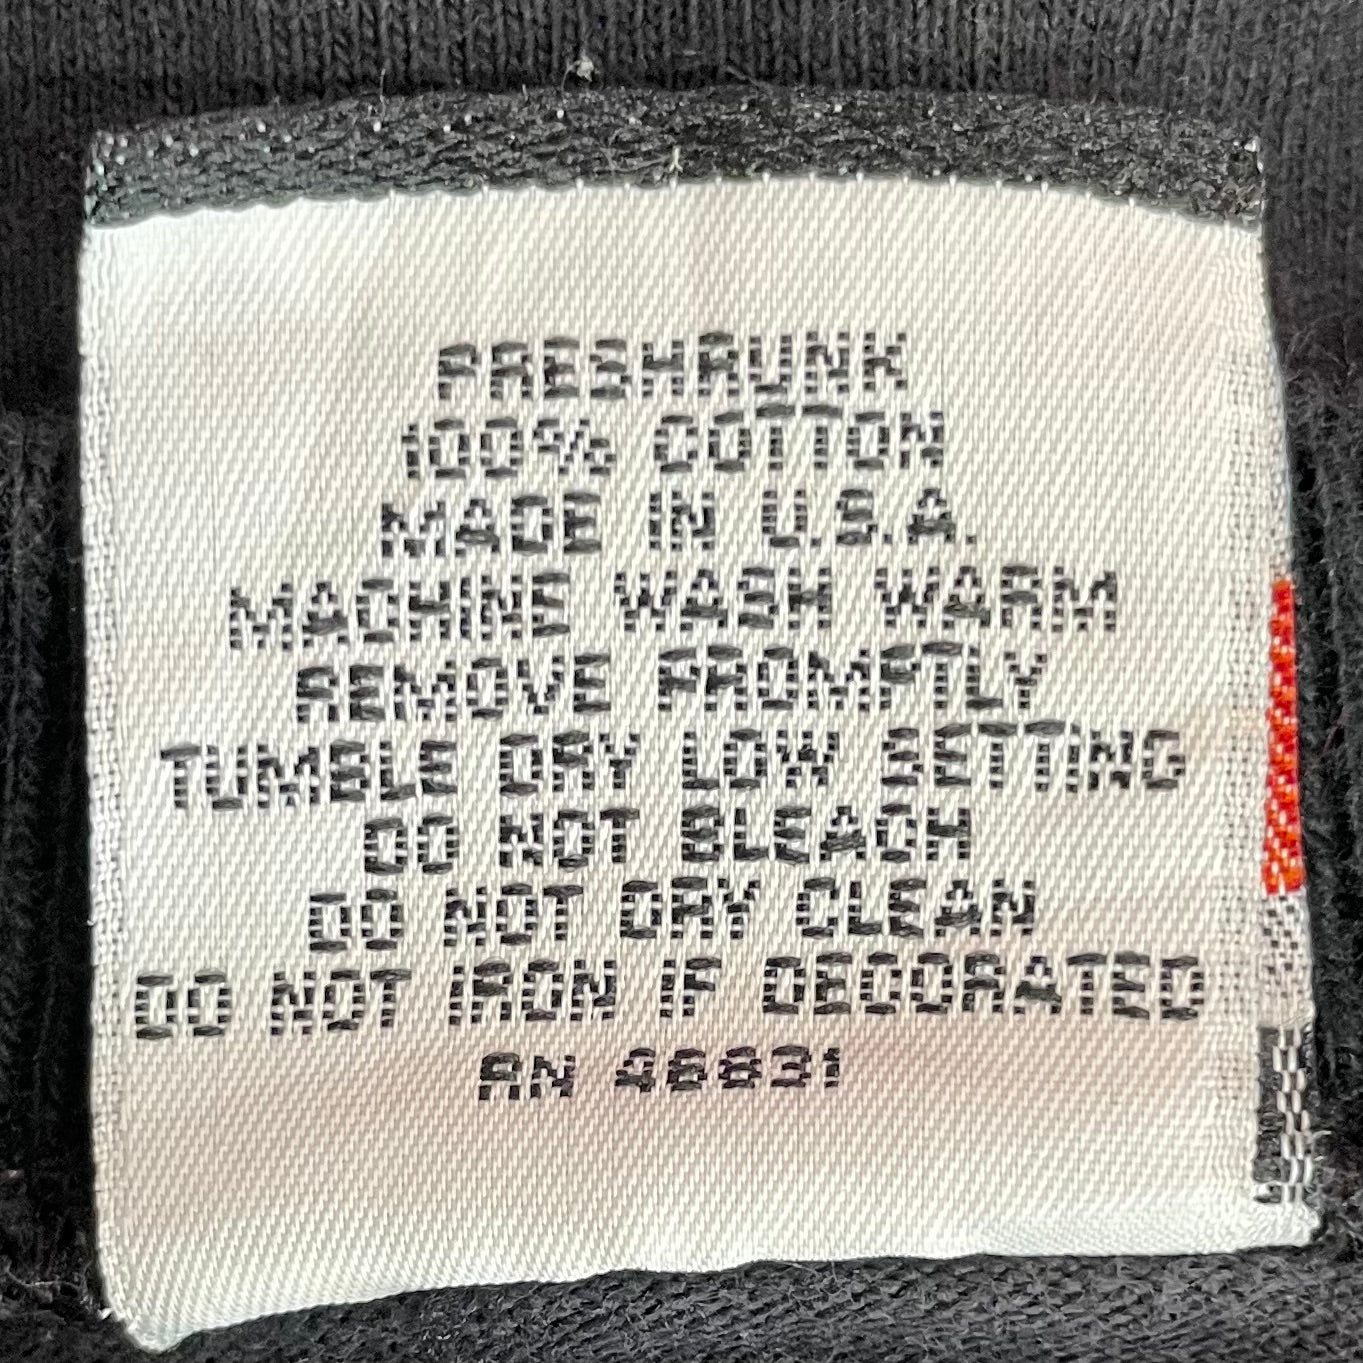 PRESHRUNK
100% COTTON
MADE IN U.S.A.
MACHINE WASH WARM
REMOVE PROMPTLY
TUMBLE DRY LOW SETTING
DO NOT BLEACH
DO NOT DRY CLEAN
DO NOT IRON IF DECORATED
RN